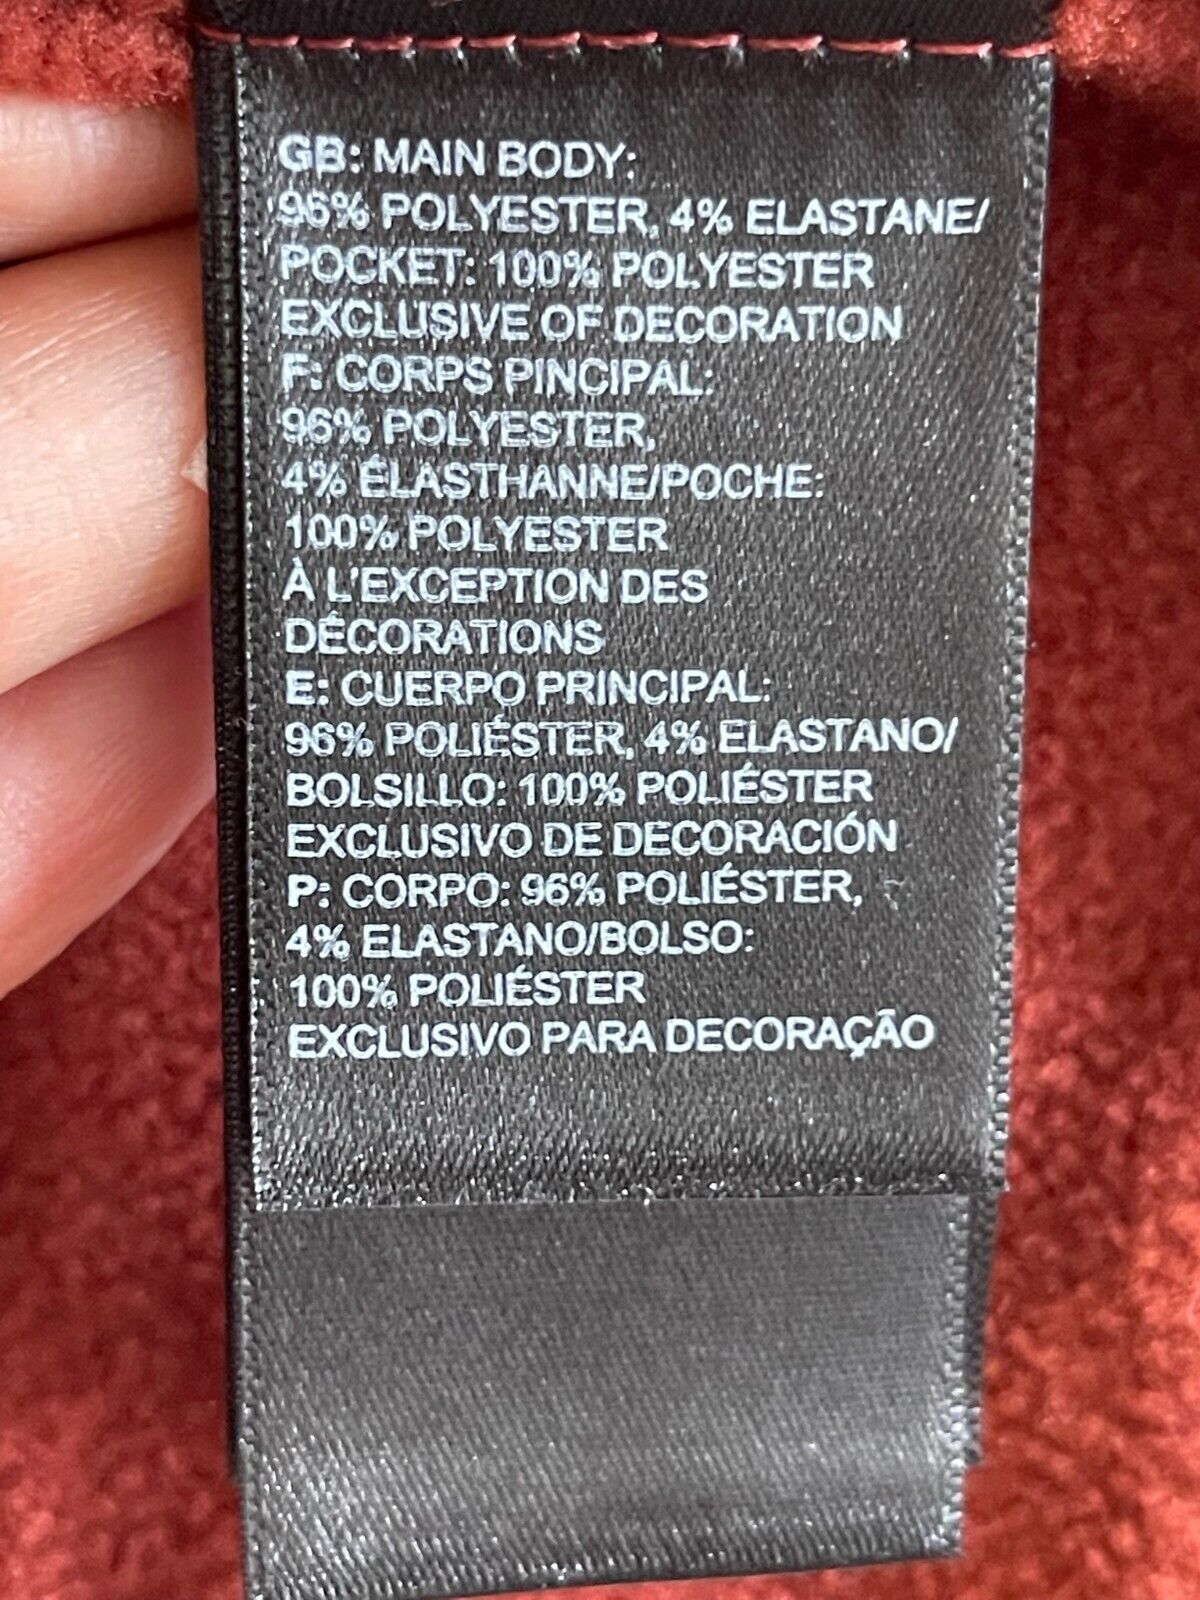 GB: MAIN BODY:
96% POLYESTER, 4% ELASTANE/
POCKET: 100% POLYESTER
EXCLUSIVE OF DECORATION
F: CORPS PINCIPAL:
96% POLYESTER,
4% ÉLASTHANNE/POCHE:
100% POLYESTER
À L'EXCEPTION DES
DÉCORATIONS
E: CUERPO PRINCIPAL:
96% POLIÉSTER, 4% ELASTANO/
BOLSILLO: 100% POLIÉSTER
EXCLUSIVO DE DECORACIÓN
P: CORPO: 96% POLIÉSTER,
4% ELASTANO/BOLSO:
100% POLIÉSTER
EXCLUSIVO PARA DECORAÇÃO